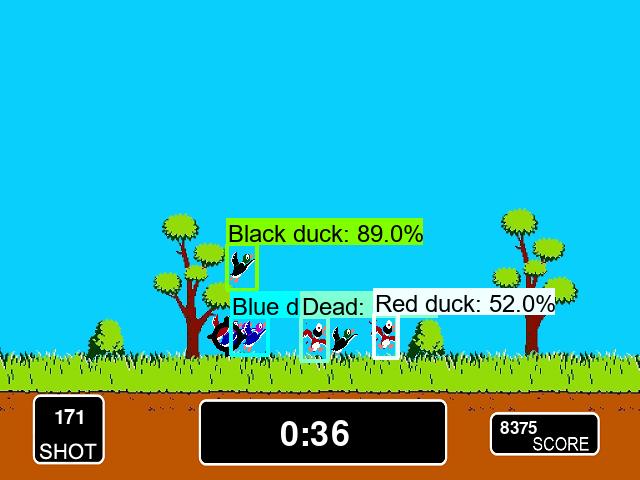 Black duck: 89.0%
Blue d
Dead:
Red duck: 52.0%
171
SHOT
0:36
8375
SCORE